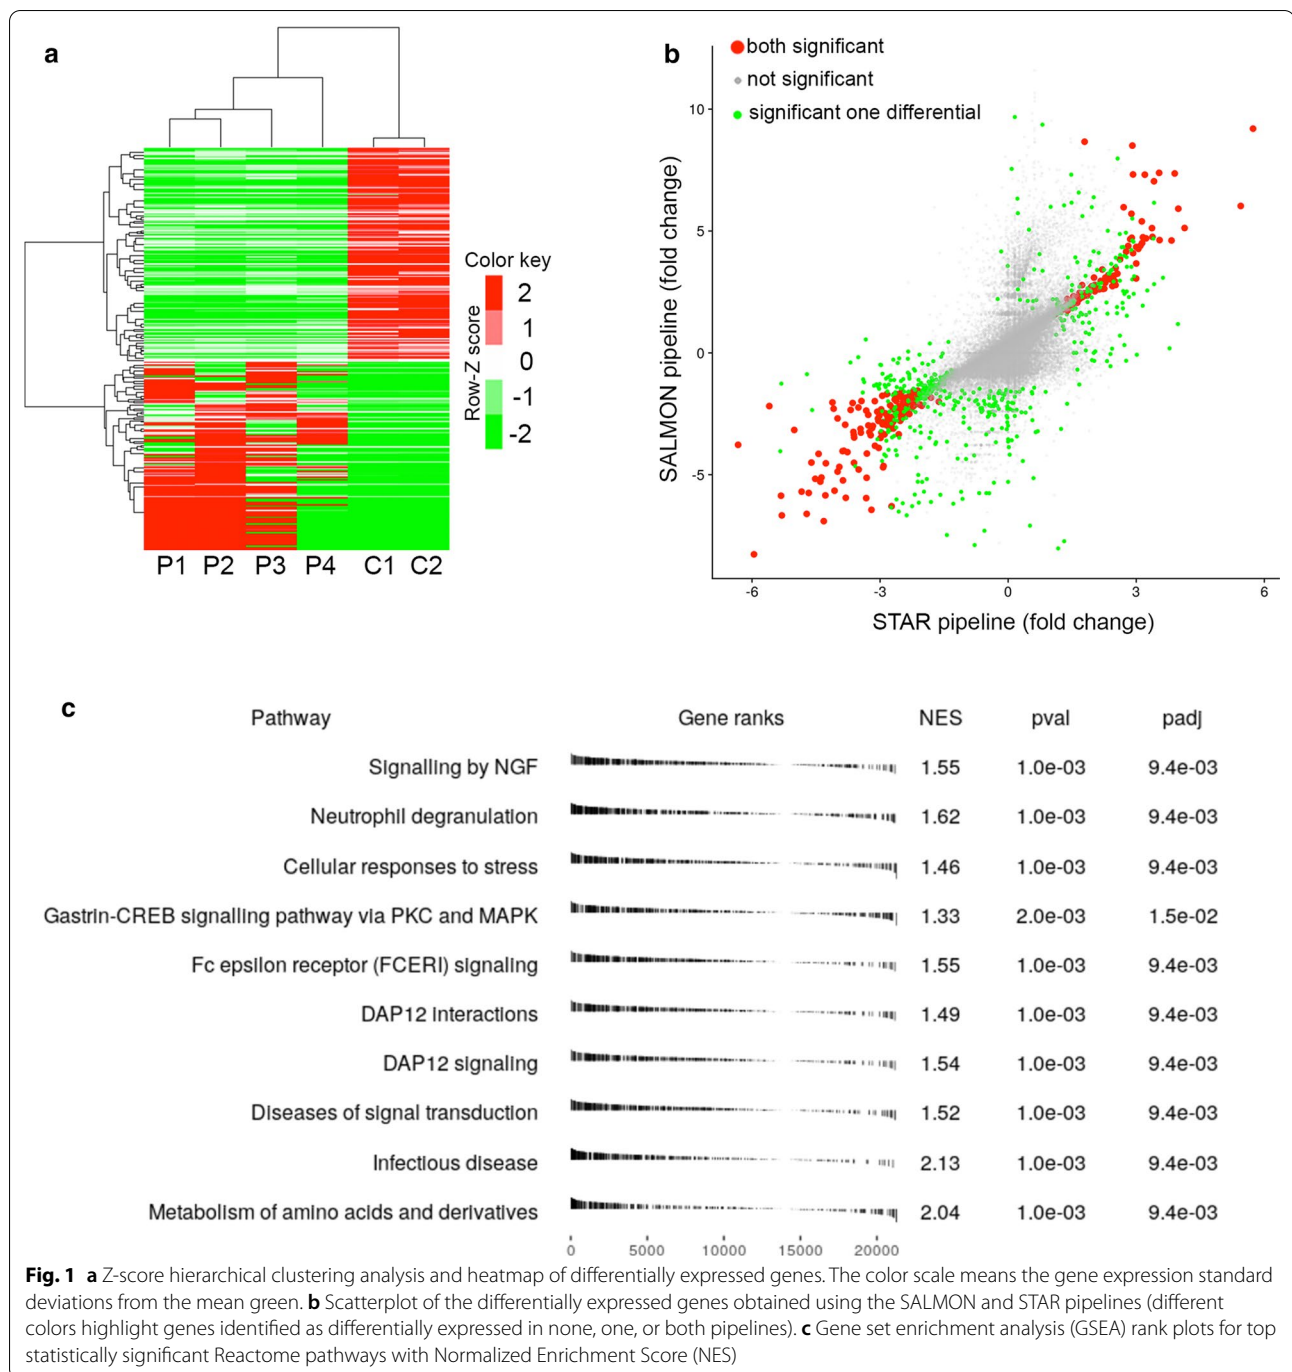 a
Color key
2
1
0
-1
-2
Row-Z score
P1 P2 P3 P4 C1 C2
b
both significant
not significant
significant one differential
10
5
0
-5
SALMON pipeline (fold change)
-6 -3 0 3 6
STAR pipeline (fold change)
c
Pathway Gene ranks NES pval padj
Signalling by NGF 1.55 1.0e-03 9.4e-03
Neutrophil degranulation 1.62 1.0e-03 9.4e-03
Cellular responses to stress 1.46 1.0e-03 9.4e-03
Gastrin-CREB signalling pathway via PKC and MAPK 1.33 2.0e-03 1.5e-02
Fc epsilon receptor (FCERI) signaling 1.55 1.0e-03 9.4e-03
DAP12 interactions 1.49 1.0e-03 9.4e-03
DAP12 signaling 1.54 1.0e-03 9.4e-03
Diseases of signal transduction 1.52 1.0e-03 9.4e-03
Infectious disease 2.13 1.0e-03 9.4e-03
Metabolism of amino acids and derivatives 2.04 1.0e-03 9.4e-03
0 5000 10000 15000 20000
Fig. 1 a Z-score hierarchical clustering analysis and heatmap of differentially expressed genes. The color scale means the gene expression standard
deviations from the mean green. b Scatterplot of the differentially expressed genes obtained using the SALMON and STAR pipelines (different
colors highlight genes identified as differentially expressed in none, one, or both pipelines). c Gene set enrichment analysis (GSEA) rank plots for top
statistically significant Reactome pathways with Normalized Enrichment Score (NES)